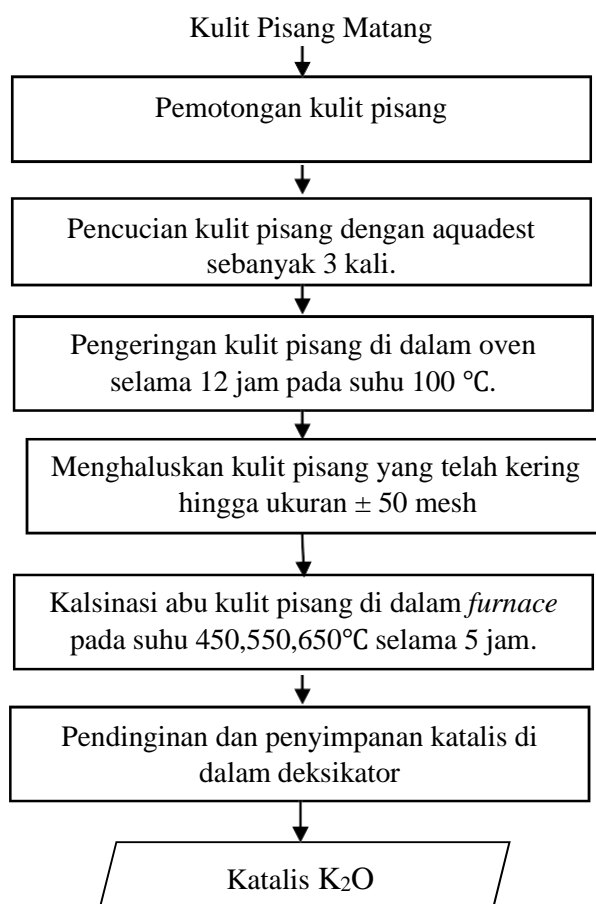 Kulit Pisang Matang
Pemotongan kulit pisang
Pencucian kulit pisang dengan aquadest
sebanyak 3 kali.
Pengeringan kulit pisang di dalam oven
selama 12 jam pada suhu 100 °C.
Menghaluskan kulit pisang yang telah kering
hingga ukuran ± 50 mesh
Kalsinasi abu kulit pisang di dalam furnace
pada suhu 450,550,650°C selama 5 jam.
Pendinginan dan penyimpanan katalis di
dalam deksikator
Katalis K₂O